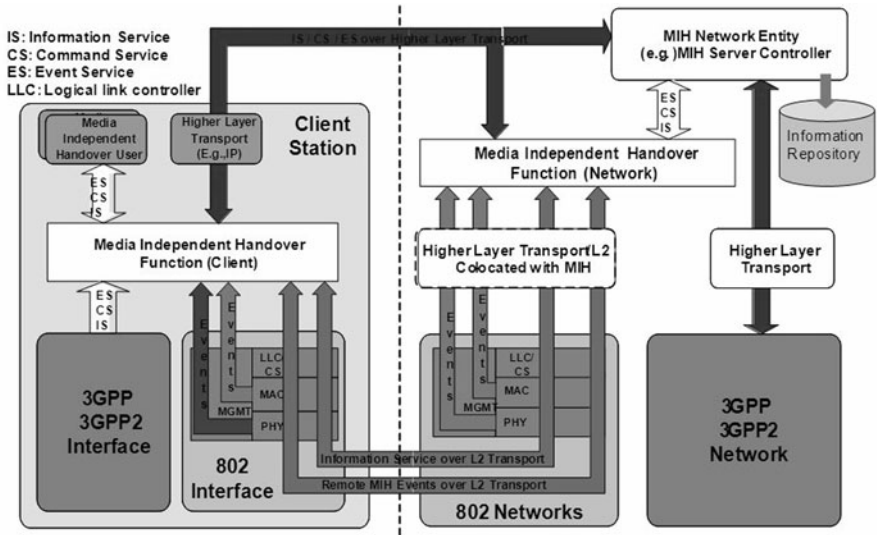 IS: Information Service
CS: Command Service
ES: Event Service
LLC: Logical link controller
IS / CS / ES over Higher Layer Transport
MIH Network Entity
(e.g.)MIH Server Controller
Client
Station
Media
Media
Independent
Handover User
Higher Layer
Transport
(E.g.,IP)
ES
CS
IS
ES
CS
IS
Information
Repository
Media Independent Handover
Function (Network)
Media Independent Handover
Function (Client)
Higher Layer Transport/L2
Colocated with MIH
Higher Layer
Transport
ES
CS
IS
Events
Events
LLC/
CS
MAC
MGMT
PHY
Events
Events
LLC/
CS
MAC
MGMT
PHY
3GPP
3GPP2
Interface
802
Interface
3GPP
3GPP2
Network
Information Service over L2 Transport
Remote MIH Events over L2 Transport
802 Networks